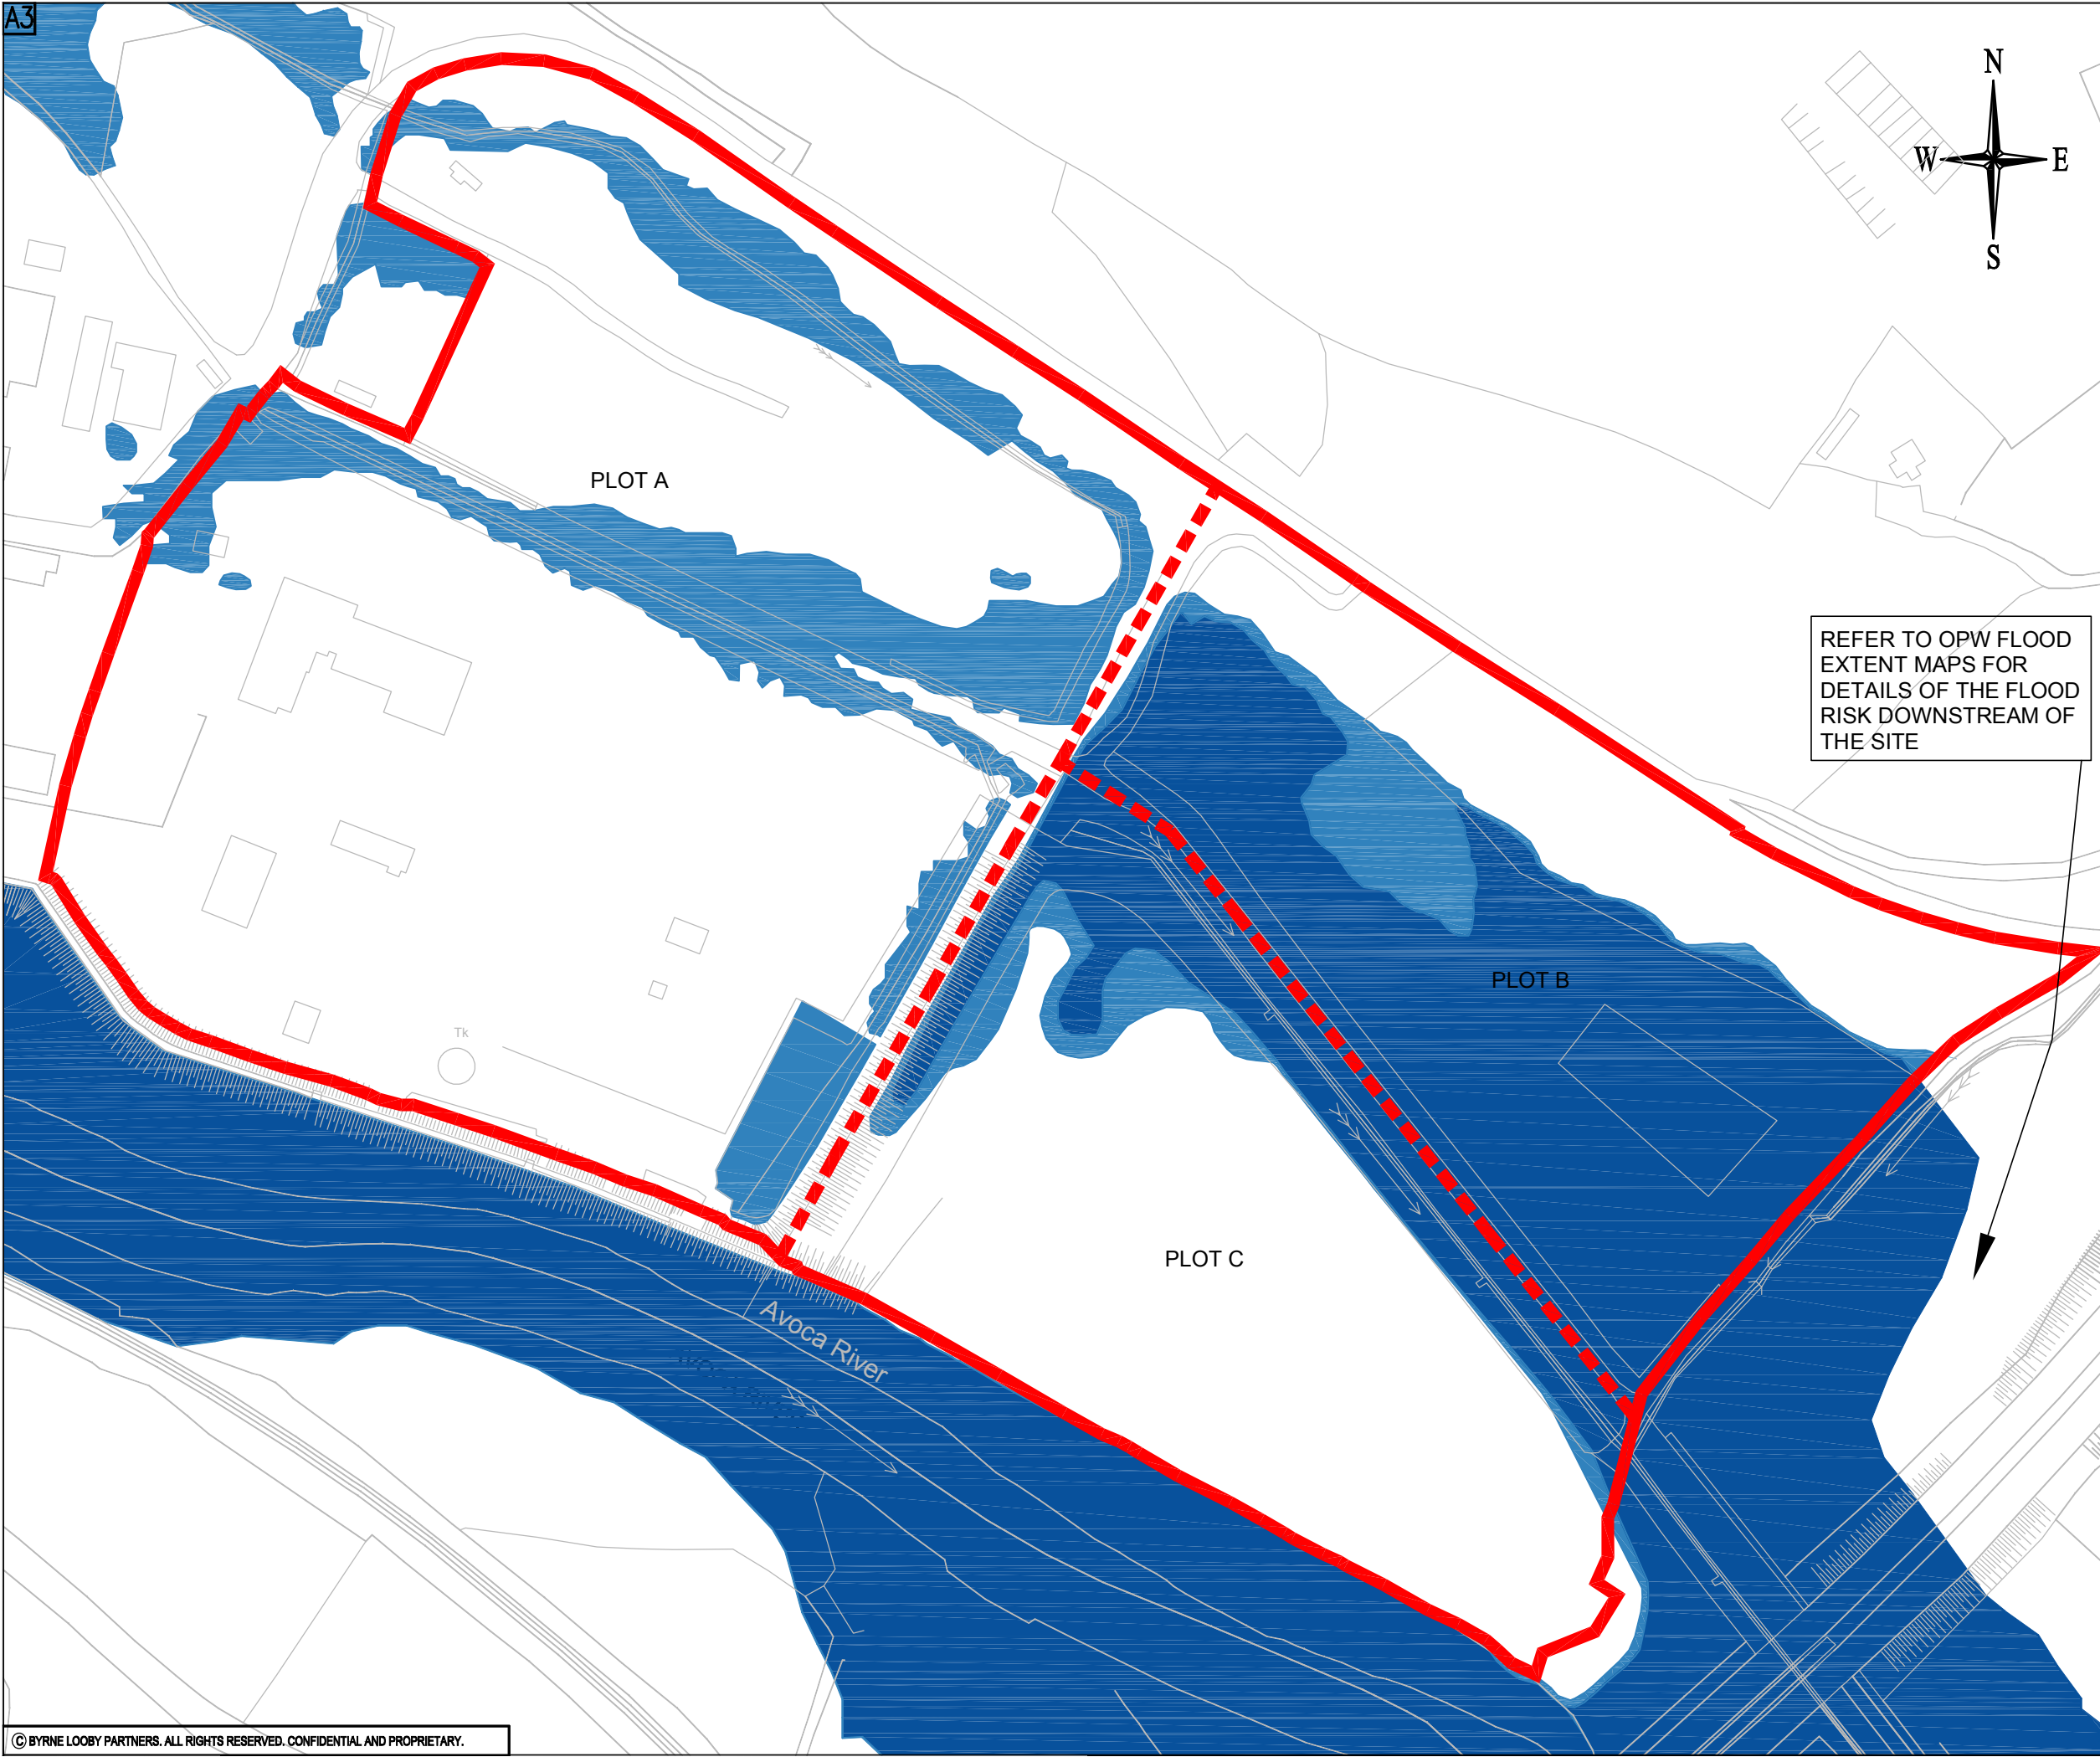 A3
N
W E
S
PLOT A
REFER TO OPW FLOOD
EXTENT MAPS FOR
DETAILS OF THE FLOOD
RISK DOWNSTREAM OF
THE SITE
PLOT B
Tk
PLOT C
Avoca River
© BYRNE LOOBY PARTNERS. ALL RIGHTS RESERVED. CONFIDENTIAL AND PROPRIETARY.